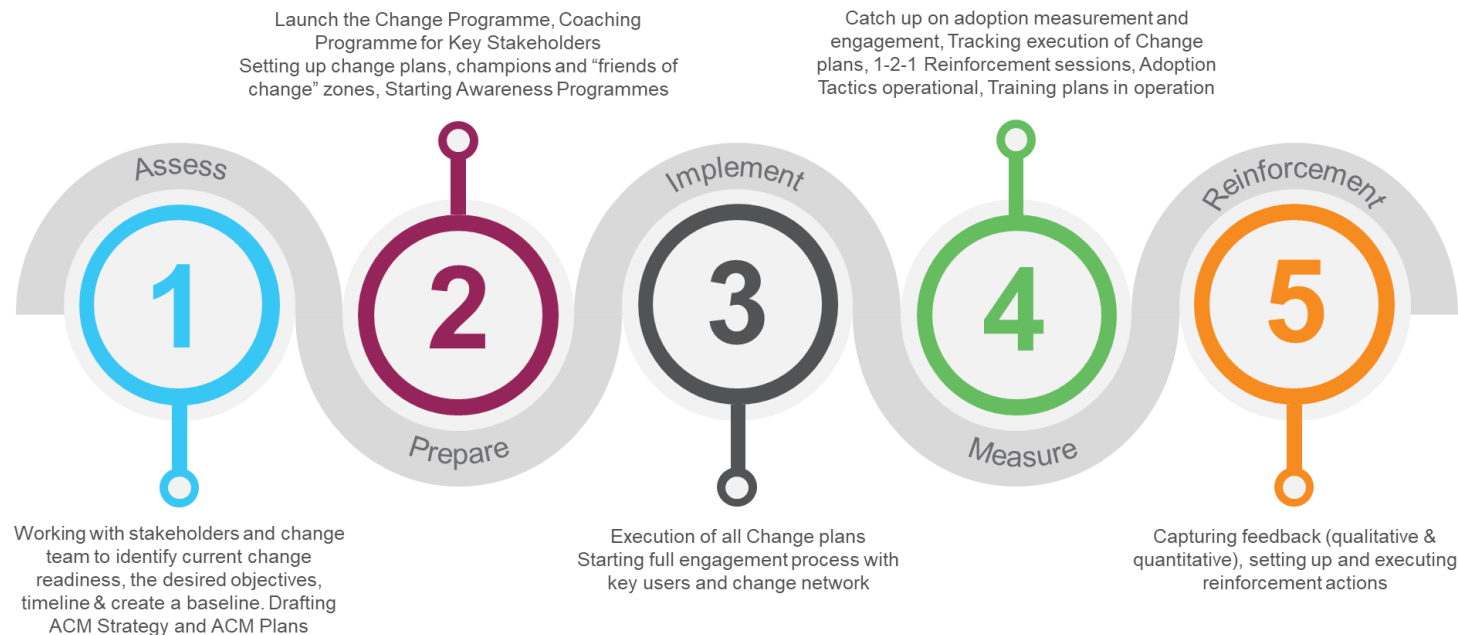 Assess
1
Working with stakeholders and change
team to identify current change
readiness, the desired objectives,
timeline & create a baseline. Drafting
ACM Strategy and ACM Plans
Launch the Change Programme, Coaching
Programme for Key Stakeholders
Setting up change plans, champions and “friends of
change” zones, Starting Awareness Programmes
2
Prepare
Implement
3
Execution of all Change plans
Starting full engagement process with
key users and change network
Catch up on adoption measurement and
engagement, Tracking execution of Change
plans, 1-2-1 Reinforcement sessions, Adoption
Tactics operational, Training plans in operation
4
Measure
Reinforcement
5
Capturing feedback (qualitative &
quantitative), setting up and executing
reinforcement actions